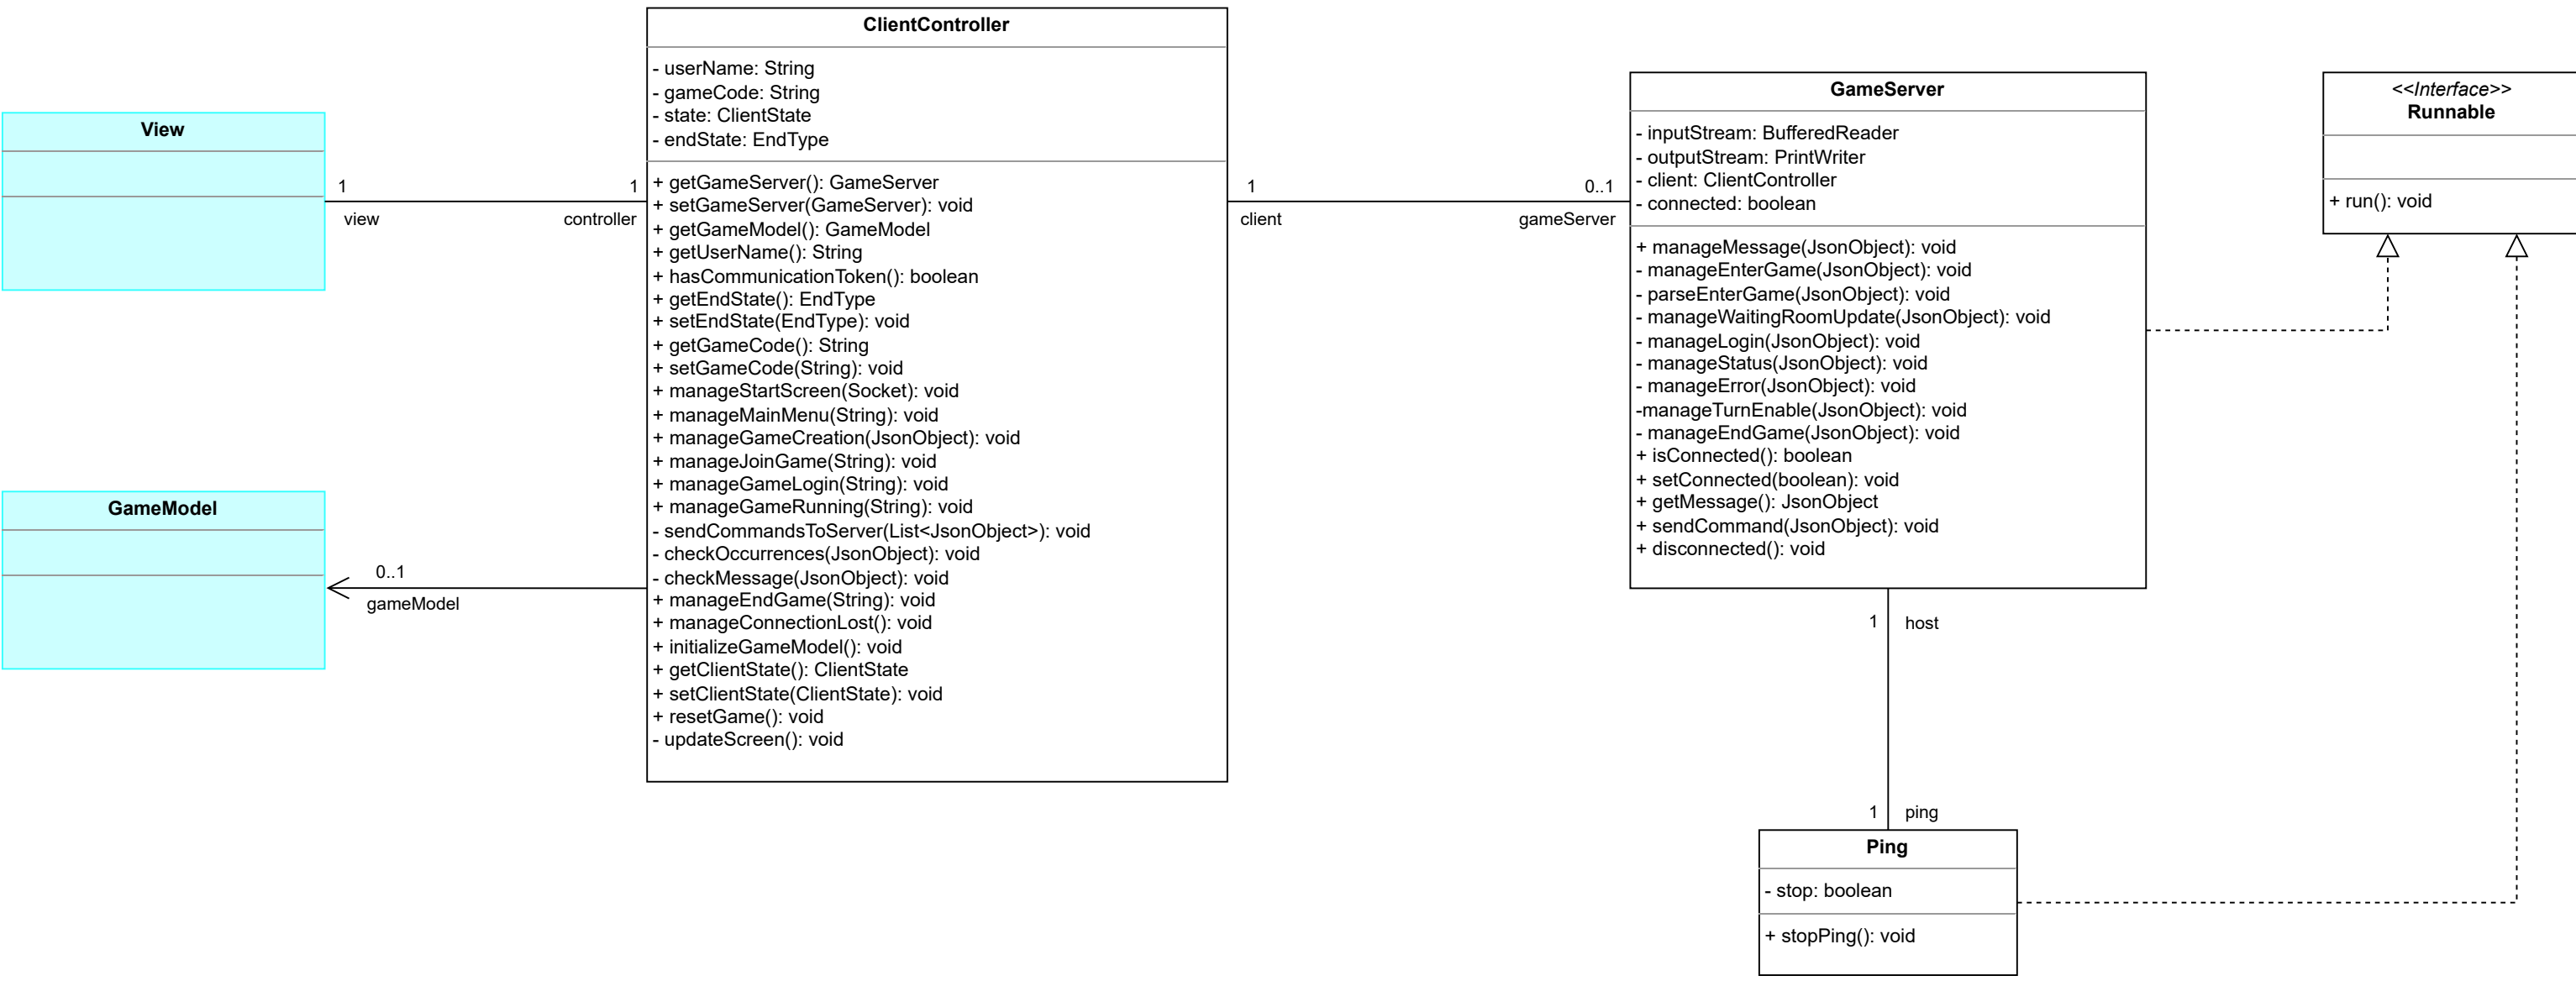 View
1
view
1
controller
GameModel
0..1
gameModel
ClientController
- userName: String
- gameCode: String
- state: ClientState
- endState: EndType
+ getGameServer(): GameServer
+ setGameServer(GameServer): void
+ getGameModel(): GameModel
+ getUserName(): String
+ hasCommunicationToken(): boolean
+ getEndState(): EndType
+ setEndState(EndType): void
+ getGameCode(): String
+ setGameCode(String): void
+ manageStartScreen(Socket): void
+ manageMainMenu(String): void
+ manageGameCreation(JsonObject): void
+ manageJoinGame(String): void
+ manageGameLogin(String): void
+ manageGameRunning(String): void
- sendCommandsToServer(List<JsonObject>): void
- checkOccurrences(JsonObject): void
- checkMessage(JsonObject): void
+ manageEndGame(String): void
+ manageConnectionLost(): void
+ initializeGameModel(): void
+ getClientState(): ClientState
+ setClientState(ClientState): void
+ resetGame(): void
- updateScreen(): void
1
client
0..1
gameServer
GameServer
- inputStream: BufferedReader
- outputStream: PrintWriter
- client: ClientController
- connected: boolean
+ manageMessage(JsonObject): void
- manageEnterGame(JsonObject): void
- parseEnterGame(JsonObject): void
- manageWaitingRoomUpdate(JsonObject): void
- manageLogin(JsonObject): void
- manageStatus(JsonObject): void
- manageError(JsonObject): void
-manageTurnEnable(JsonObject): void
- manageEndGame(JsonObject): void
+ isConnected(): boolean
+ setConnected(boolean): void
+ getMessage(): JsonObject
+ sendCommand(JsonObject): void
+ disconnected(): void
1 host
1 ping
Ping
- stop: boolean
+ stopPing(): void
<<Interface>>
Runnable
+ run(): void